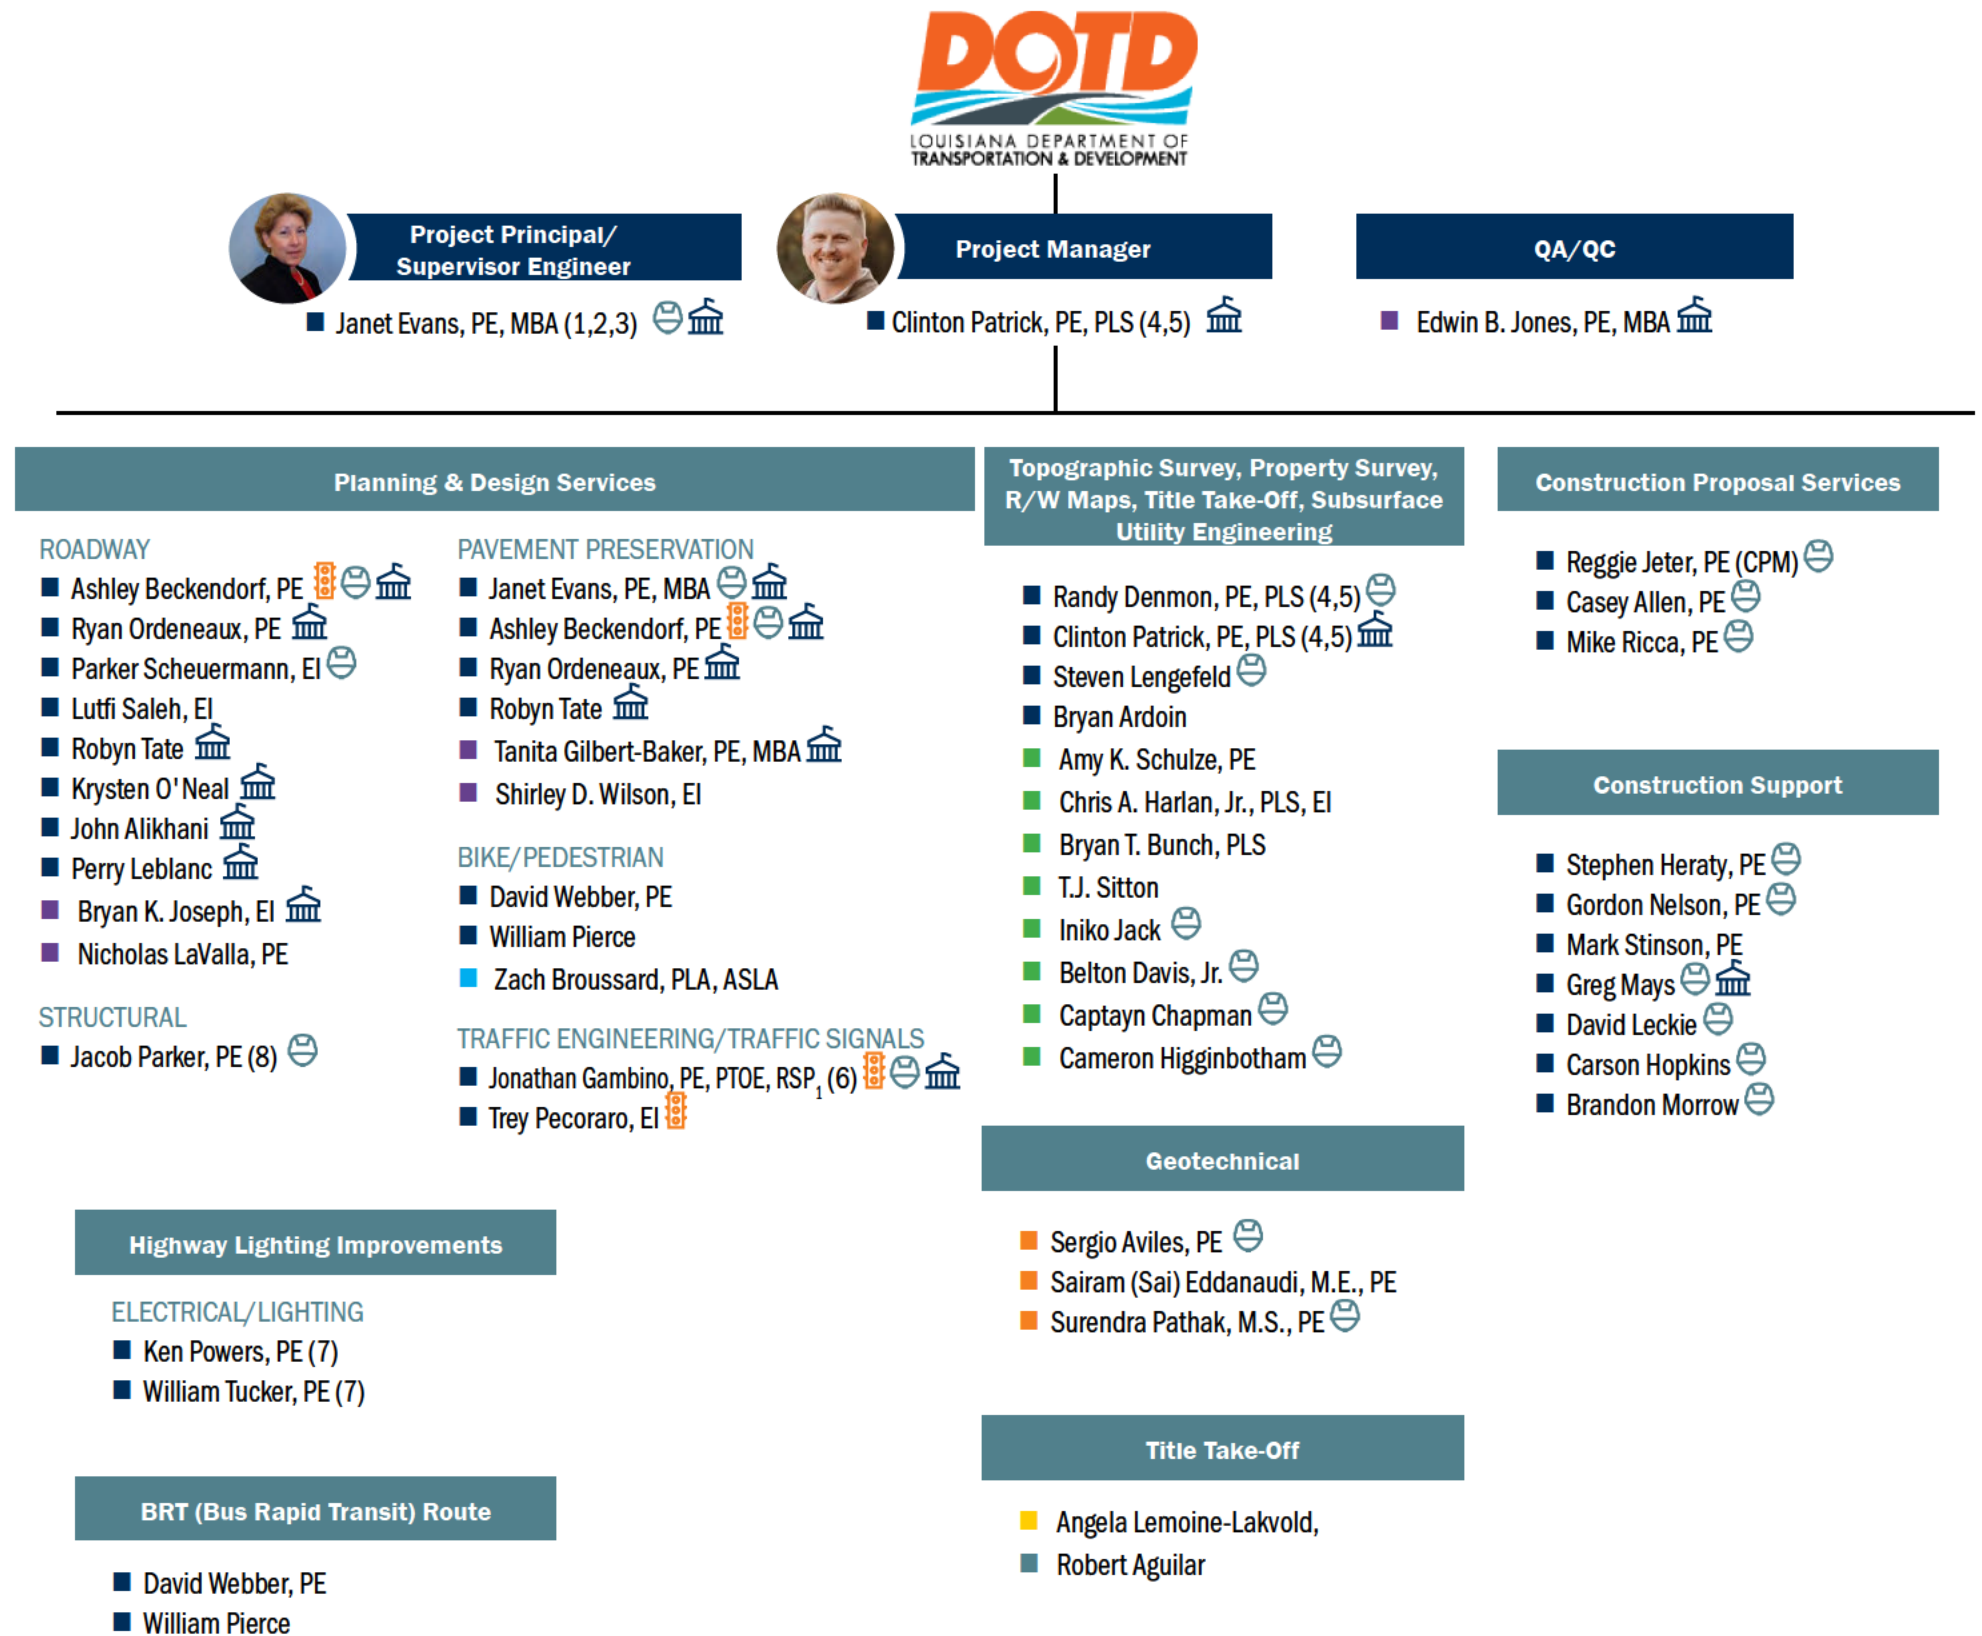 DOTD
LOUISIANA DEPARTMENT OF
TRANSPORTATION & DEVELOPMENT
Project Principal/
Supervisor Engineer
Janet Evans, PE, MBA (1,2,3)
Project Manager
Clinton Patrick, PE, PLS (4,5)
QA/QC
Edwin B. Jones, PE, MBA
Planning & Design Services
ROADWAY
Ashley Beckendorf, PE
Ryan Ordeneaux, PE
Parker Scheuermann, EI
Lutfi Saleh, EI
Robyn Tate
Krysten O'Neal
John Alikhani
Perry Leblanc
Bryan K. Joseph, EI
Nicholas LaValla, PE
STRUCTURAL
Jacob Parker, PE (8)
PAVEMENT PRESERVATION
Janet Evans, PE, MBA
Ashley Beckendorf, PE
Ryan Ordeneaux, PE
Robyn Tate
Tanita Gilbert-Baker, PE, MBA
Shirley D. Wilson, EI
BIKE/PEDESTRIAN
David Webber, PE
William Pierce
Zach Broussard, PLA, ASLA
TRAFFIC ENGINEERING/TRAFFIC SIGNALS
Jonathan Gambino, PE, PTOE, RSP1 (6)
Trey Pecoraro, EI
Highway Lighting Improvements
ELECTRICAL/LIGHTING
Ken Powers, PE (7)
William Tucker, PE (7)
BRT (Bus Rapid Transit) Route
David Webber, PE
William Pierce
Topographic Survey, Property Survey,
R/W Maps, Title Take-Off, Subsurface
Utility Engineering
Randy Denmon, PE, PLS (4,5)
Clinton Patrick, PE, PLS (4,5)
Steven Lengefeld
Bryan Ardoin
Amy K. Schulze, PE
Chris A. Harlan, Jr., PLS, EI
Bryan T. Bunch, PLS
T.J. Sitton
Iniko Jack
Belton Davis, Jr.
Captayn Chapman
Cameron Higginbotham
Geotechnical
Sergio Aviles, PE
Sairam (Sai) Eddanaudi, M.E., PE
Surendra Pathak, M.S., PE
Title Take-Off
Angela Lemoine-Lakvold,
Robert Aguilar
Construction Proposal Services
Reggie Jeter, PE (CPM)
Casey Allen, PE
Mike Ricca, PE
Construction Support
Stephen Heraty, PE
Gordon Nelson, PE
Mark Stinson, PE
Greg Mays
David Leckie
Carson Hopkins
Brandon Morrow